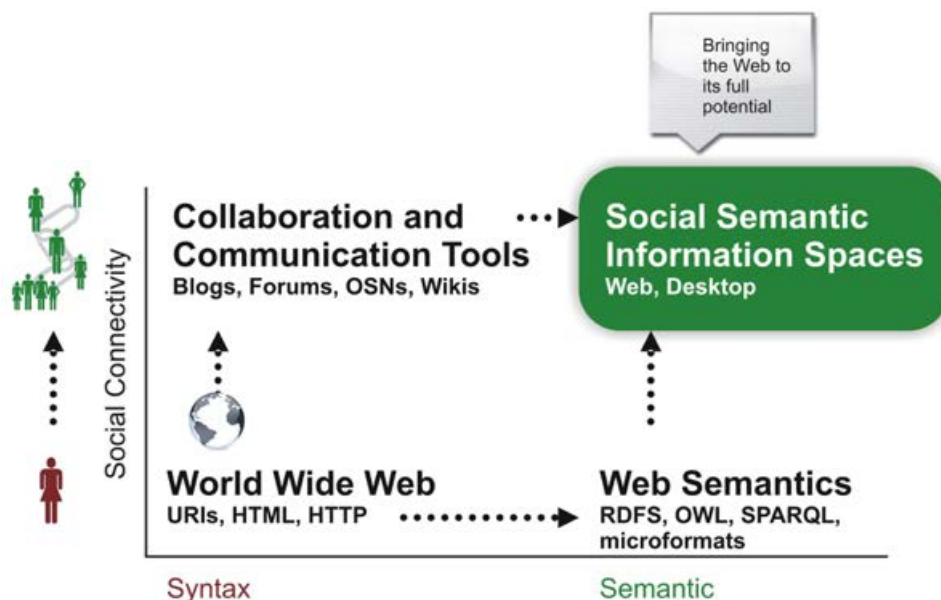 Bringing
the Web to
its full
potential
Collaboration and
Communication Tools
Blogs, Forums, OSNs, Wikis
Social Semantic
Information Spaces
Web, Desktop
Social Connectivity
World Wide Web
URIs, HTML, HTTP
Web Semantics
RDFS, OWL, SPARQL,
microformats
Syntax
Semantic